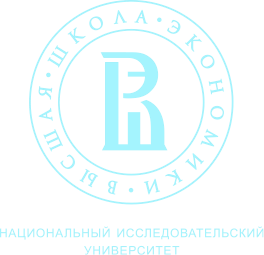 ВЫСШАЯ • ШКОЛА • ЭКОНОМИКИ •
НАЦИОНАЛЬНЫЙ ИССЛЕДОВАТЕЛЬСКИЙ
УНИВЕРСИТЕТ